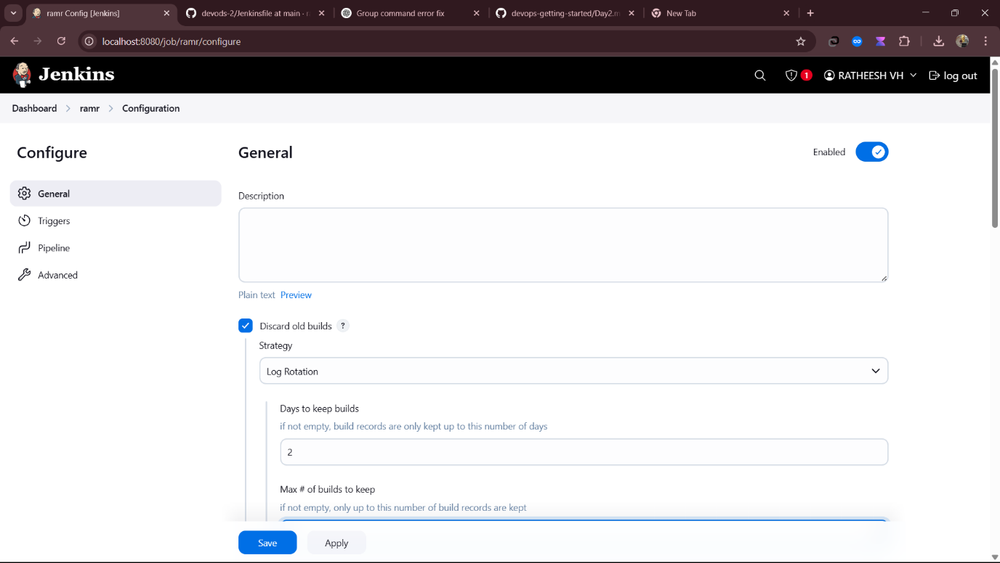 ramr Config [Jenkins]
devods-2/Jenkinsfile at main ·
Group command error fix
devops-getting-started/Day2.m
New Tab
localhost:8080/job/ramr/configure
Jenkins
1
RATHEESH VH
log out
Dashboard
ramr
Configuration
Configure
General
Triggers
Pipeline
Advanced
General
Enabled
Description
Plain text Preview
Discard old builds ?
Strategy
Log Rotation
Days to keep builds
if not empty, build records are only kept up to this number of days
2
Max # of builds to keep
if not empty, only up to this number of build records are kept
Save
Apply